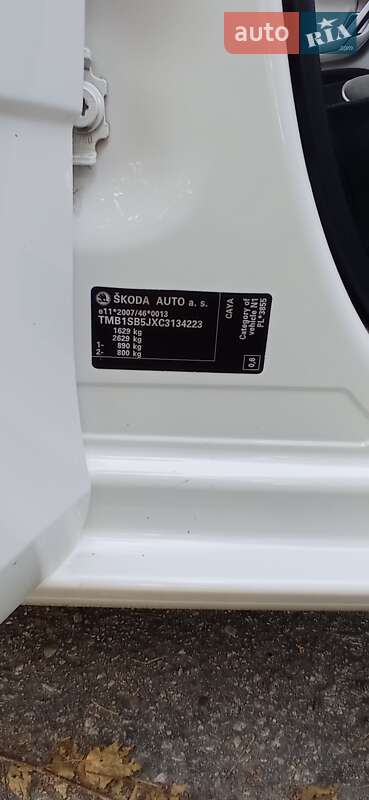 auto RIA
.com
ŠKODA AUTO a. s.
e11*2007/46*0013
TMB1SB5JXC3134223
1629 kg
2629 kg
1- 890 kg
2- 800 kg
CAYA
Category of
vehicle N1
PL*3855
0,6